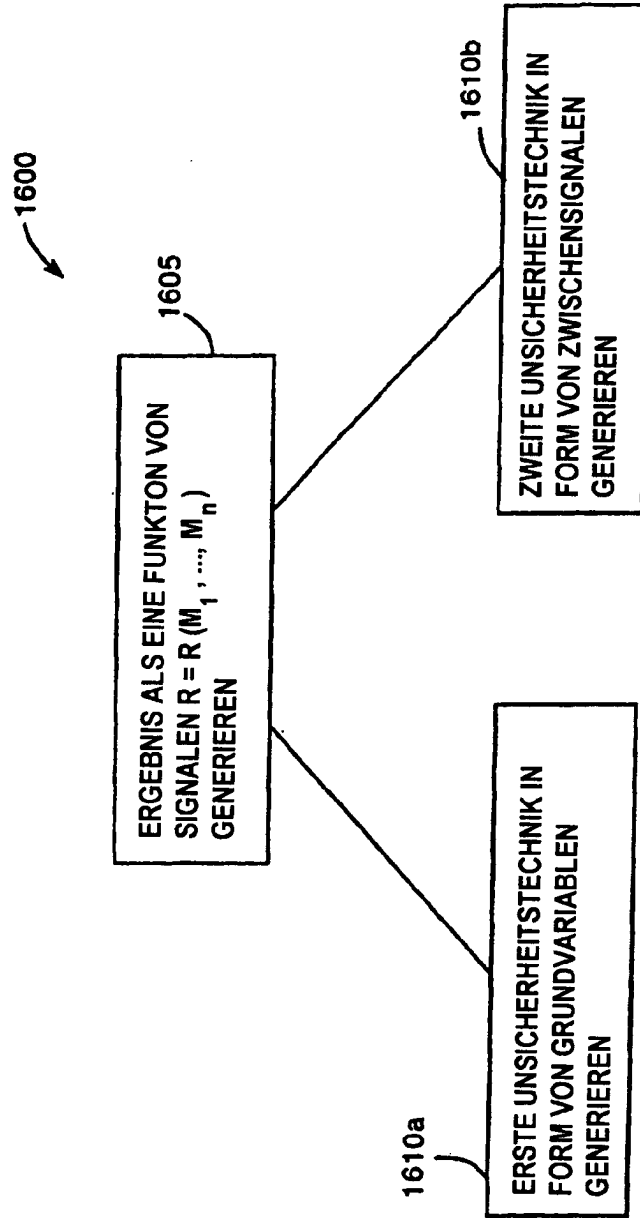 1600
1605
ERGEBNIS ALS EINE FUNKTON VON
SIGNALEN R = R (M1 , ..., Mn)
GENERIEREN
1610a
ERSTE UNSICHERHEITSTECHNIK IN
FORM VON GRUNDVARIABLEN
GENERIEREN
1610b
ZWEITE UNSICHERHEITSTECHNIK IN
FORM VON ZWISCHENSIGNALEN
GENERIEREN